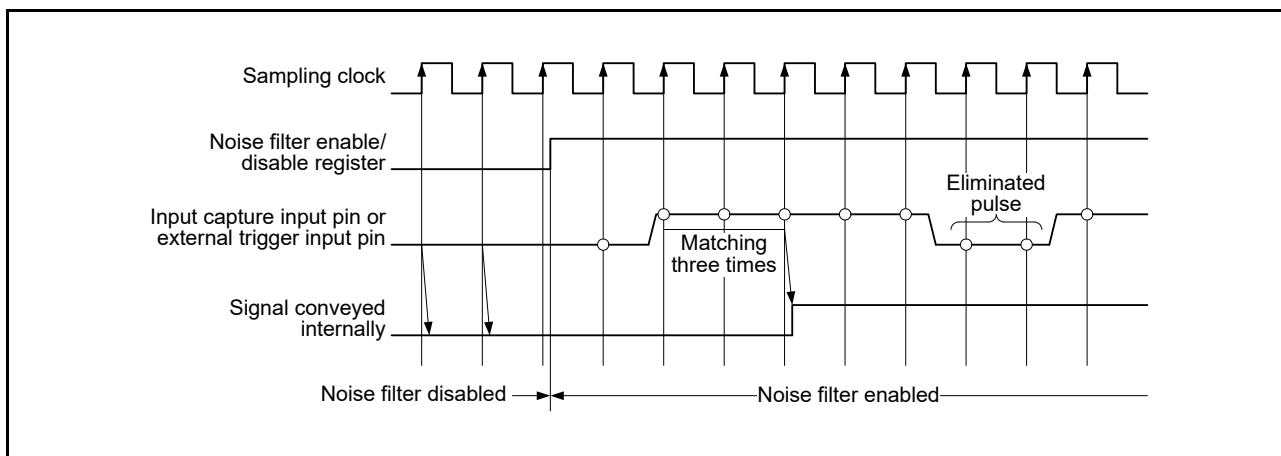 Sampling clock
Noise filter enable/
disable register
Eliminated
pulse
Input capture input pin or
external trigger input pin
Matching
three times
Signal conveyed
internally
Noise filter disabled
Noise filter enabled